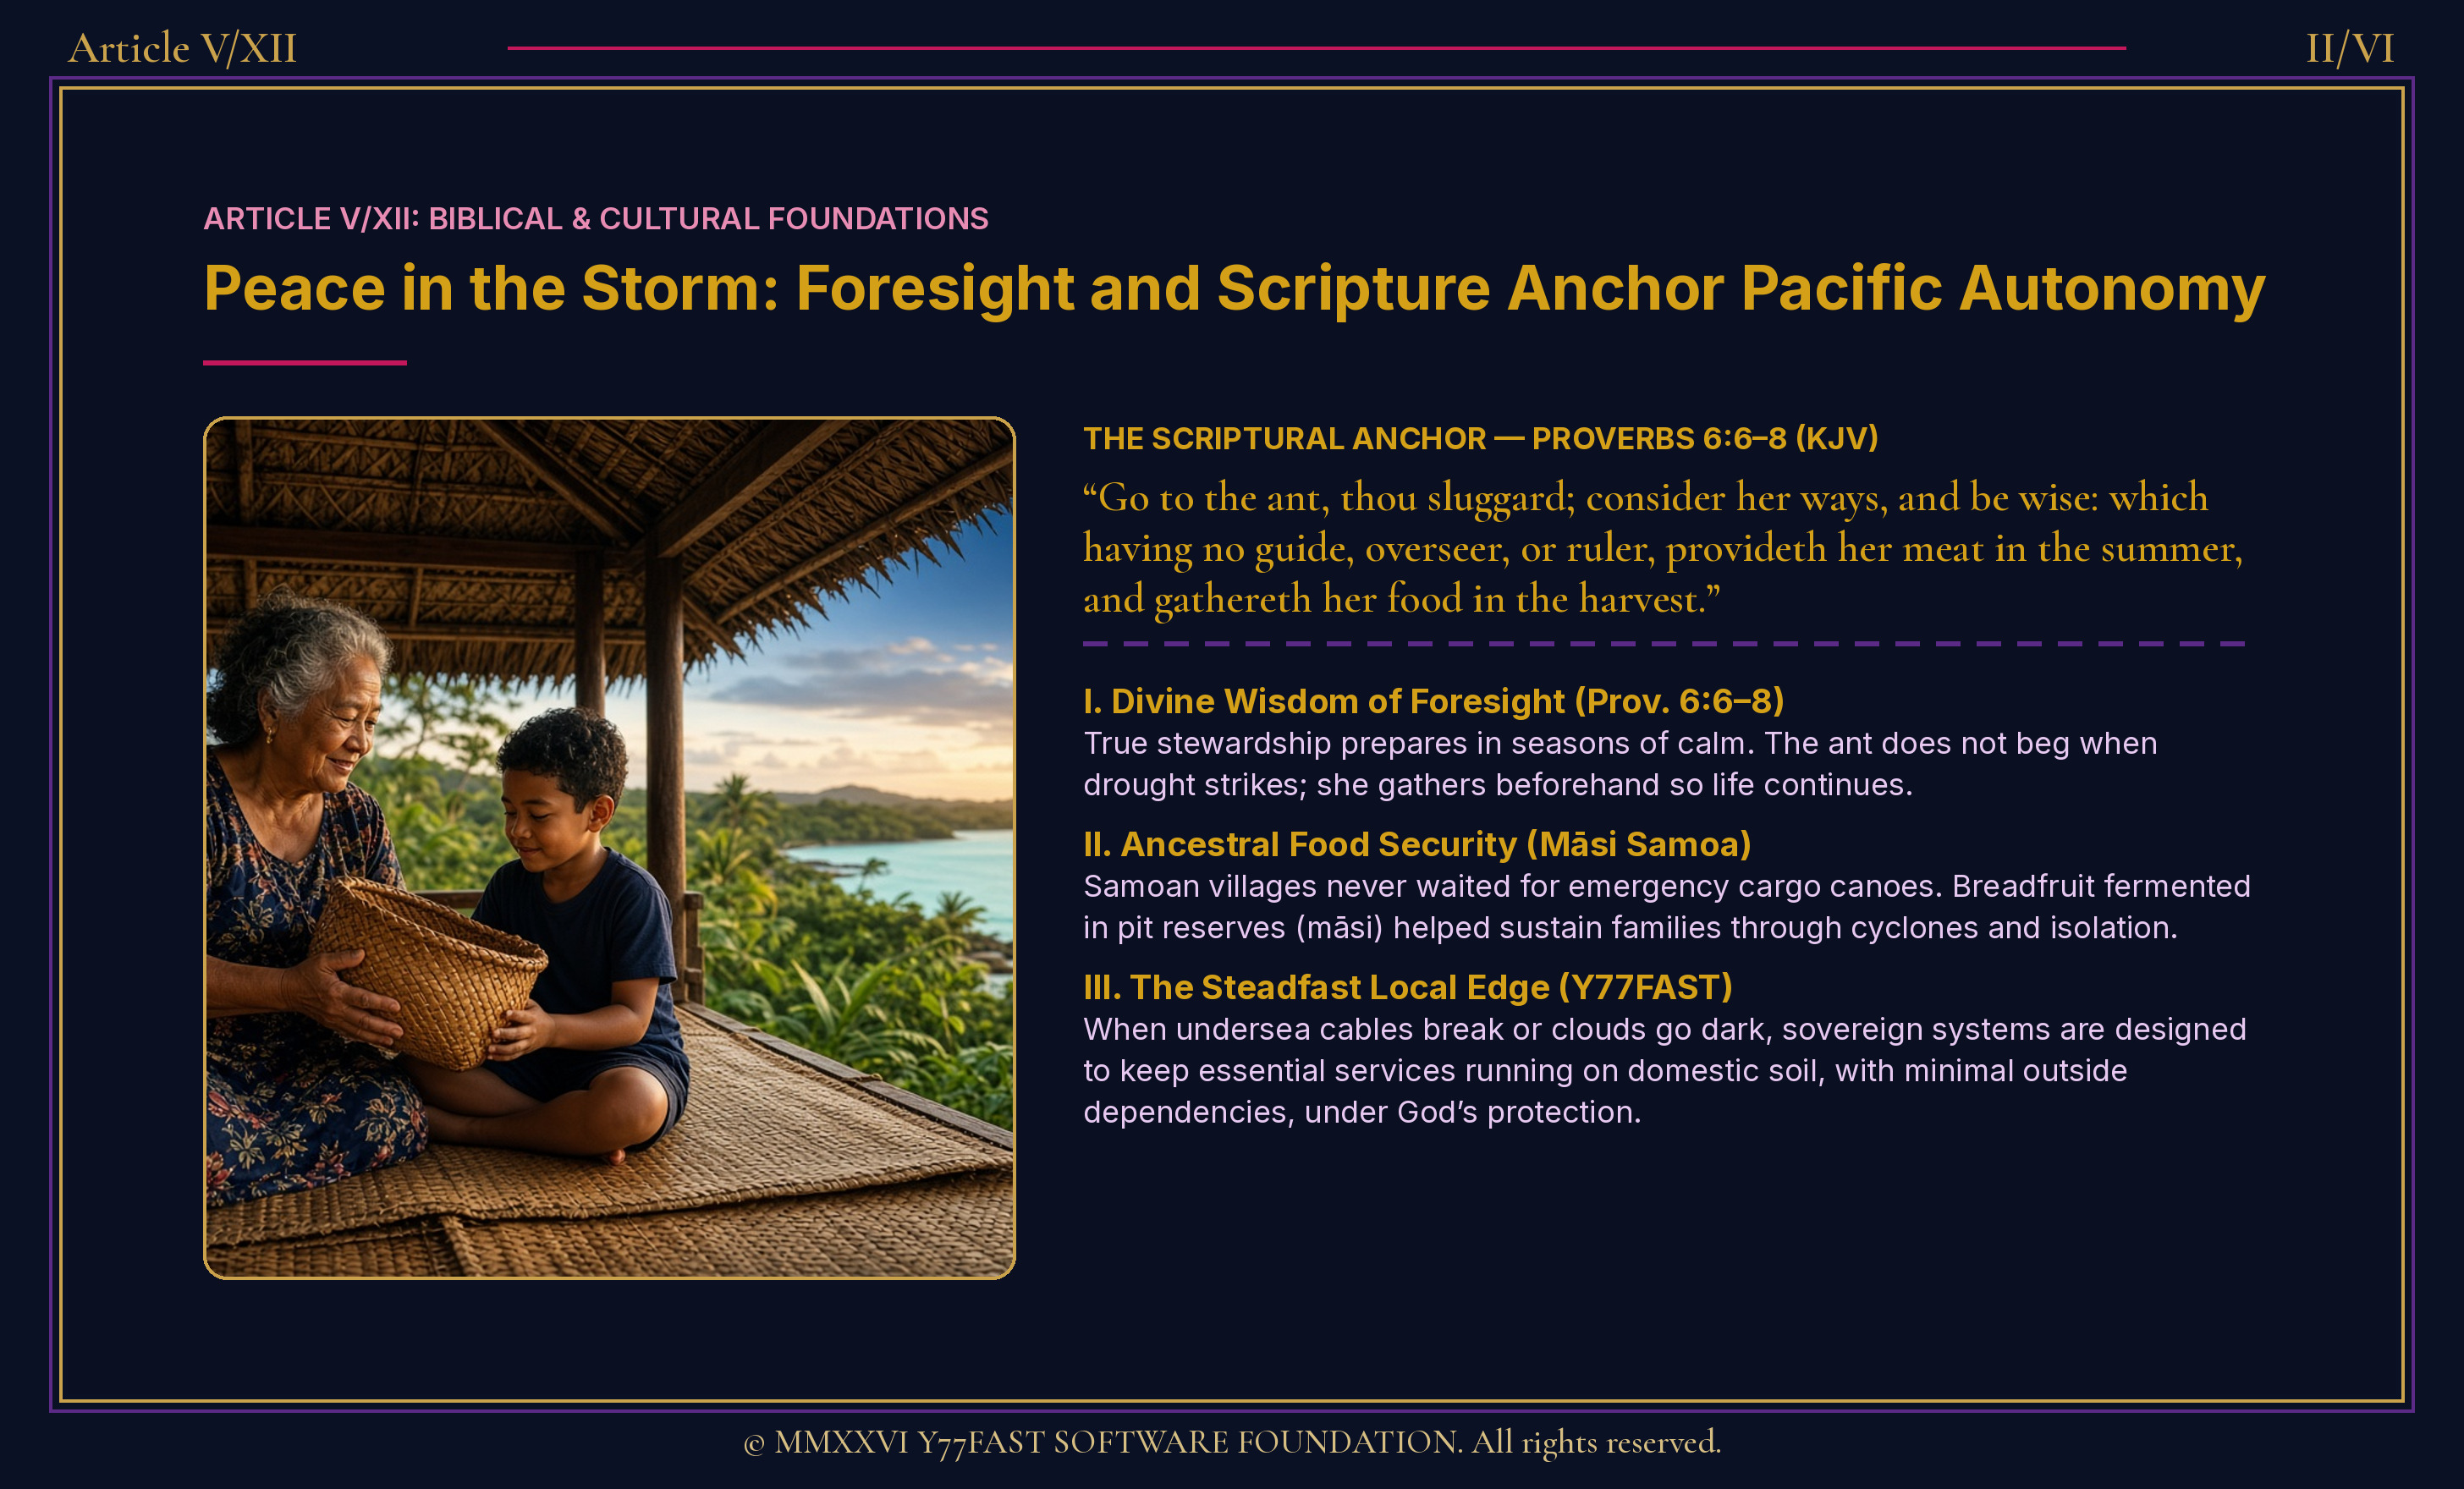 Article V/XII
II/VI
ARTICLE V/XII: BIBLICAL & CULTURAL FOUNDATIONS
Peace in the Storm: Foresight and Scripture Anchor Pacific Autonomy
THE SCRIPTURAL ANCHOR — PROVERBS 6:6–8 (KJV)
“Go to the ant, thou sluggard; consider her ways, and be wise: which
having no guide, overseer, or ruler, provideth her meat in the summer,
and gathereth her food in the harvest.”
I. Divine Wisdom of Foresight (Prov. 6:6–8)
True stewardship prepares in seasons of calm. The ant does not beg when
drought strikes; she gathers beforehand so life continues.
II. Ancestral Food Security (Māsi Samoa)
Samoan villages never waited for emergency cargo canoes. Breadfruit fermented
in pit reserves (māsi) helped sustain families through cyclones and isolation.
III. The Steadfast Local Edge (Y77FAST)
When undersea cables break or clouds go dark, sovereign systems are designed
to keep essential services running on domestic soil, with minimal outside
dependencies, under God’s protection.
© MMXXVI Y77FAST SOFTWARE FOUNDATION. All rights reserved.